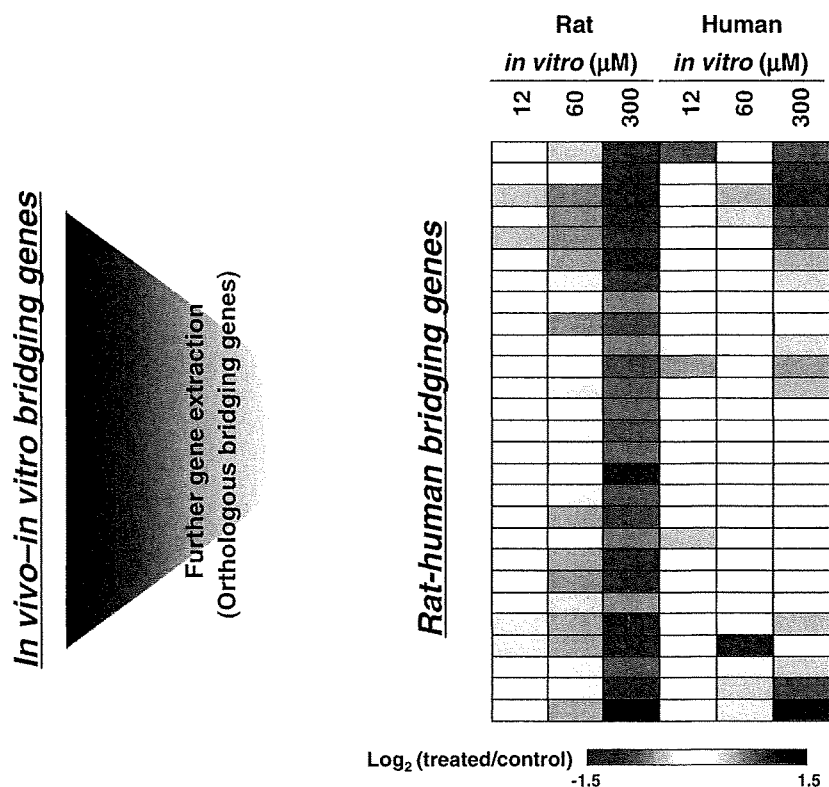 In vivo–in vitro bridging genes
Further gene extraction
(Orthologous bridging genes)
Rat-human bridging genes
Rat Human
in vitro (μM) in vitro (μM)
12 60 300 12 60 300
Log2 (treated/control)
-1.5 1.5